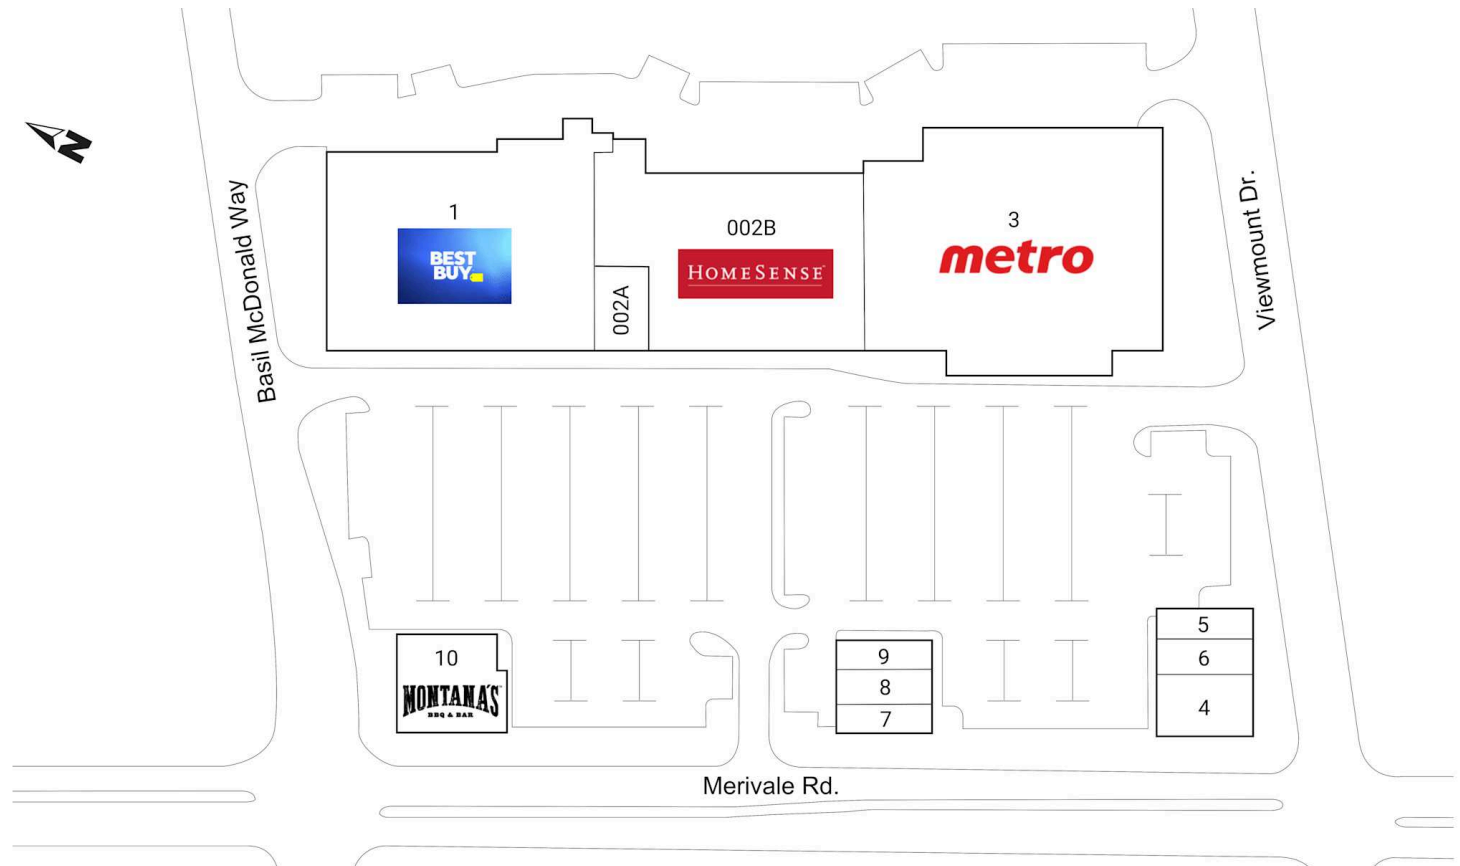 N
Basil McDonald Way
Viewmount Dr.
1
BEST
BUY
002A
002B
HOMESENSE
3
metro
10
MONTANA'S
BBQ & BAR
9
8
7
5
6
4
Merivale Rd.